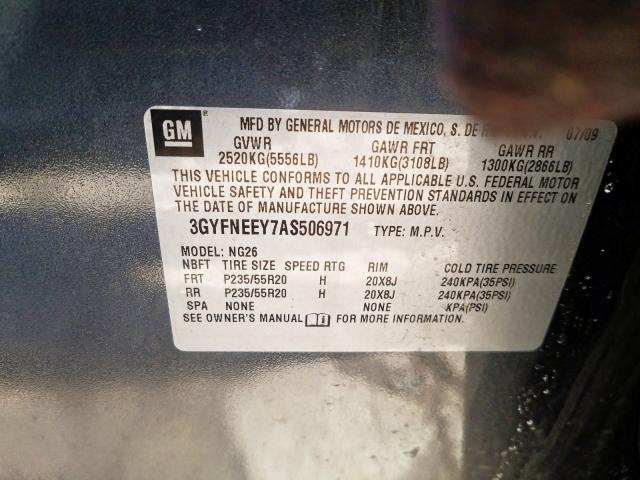 GM ®
MFD BY GENERAL MOTORS DE MEXICO, S. DE 07/09
GVWR GAWR FRT GAWR RR
2520KG(5556LB) 1410KG(3108LB) 1300KG(2866LB)
THIS VEHICLE CONFORMS TO ALL APPLICABLE U.S. FEDERAL MOTOR
VEHICLE SAFETY AND THEFT PREVENTION STANDARDS IN EFFECT ON
THE DATE OF MANUFACTURE SHOWN ABOVE.
3GYFNEEY7AS506971 TYPE: M.P.V.
MODEL: NG26
NBFT TIRE SIZE SPEED RTG RIM COLD TIRE PRESSURE
FRT P235/55R20 H 20X8J 240KPA(35PSI)
RR P235/55R20 H 20X8J 240KPA(35PSI)
SPA NONE NONE KPA(PSI)
SEE OWNER'S MANUAL FOR MORE INFORMATION.